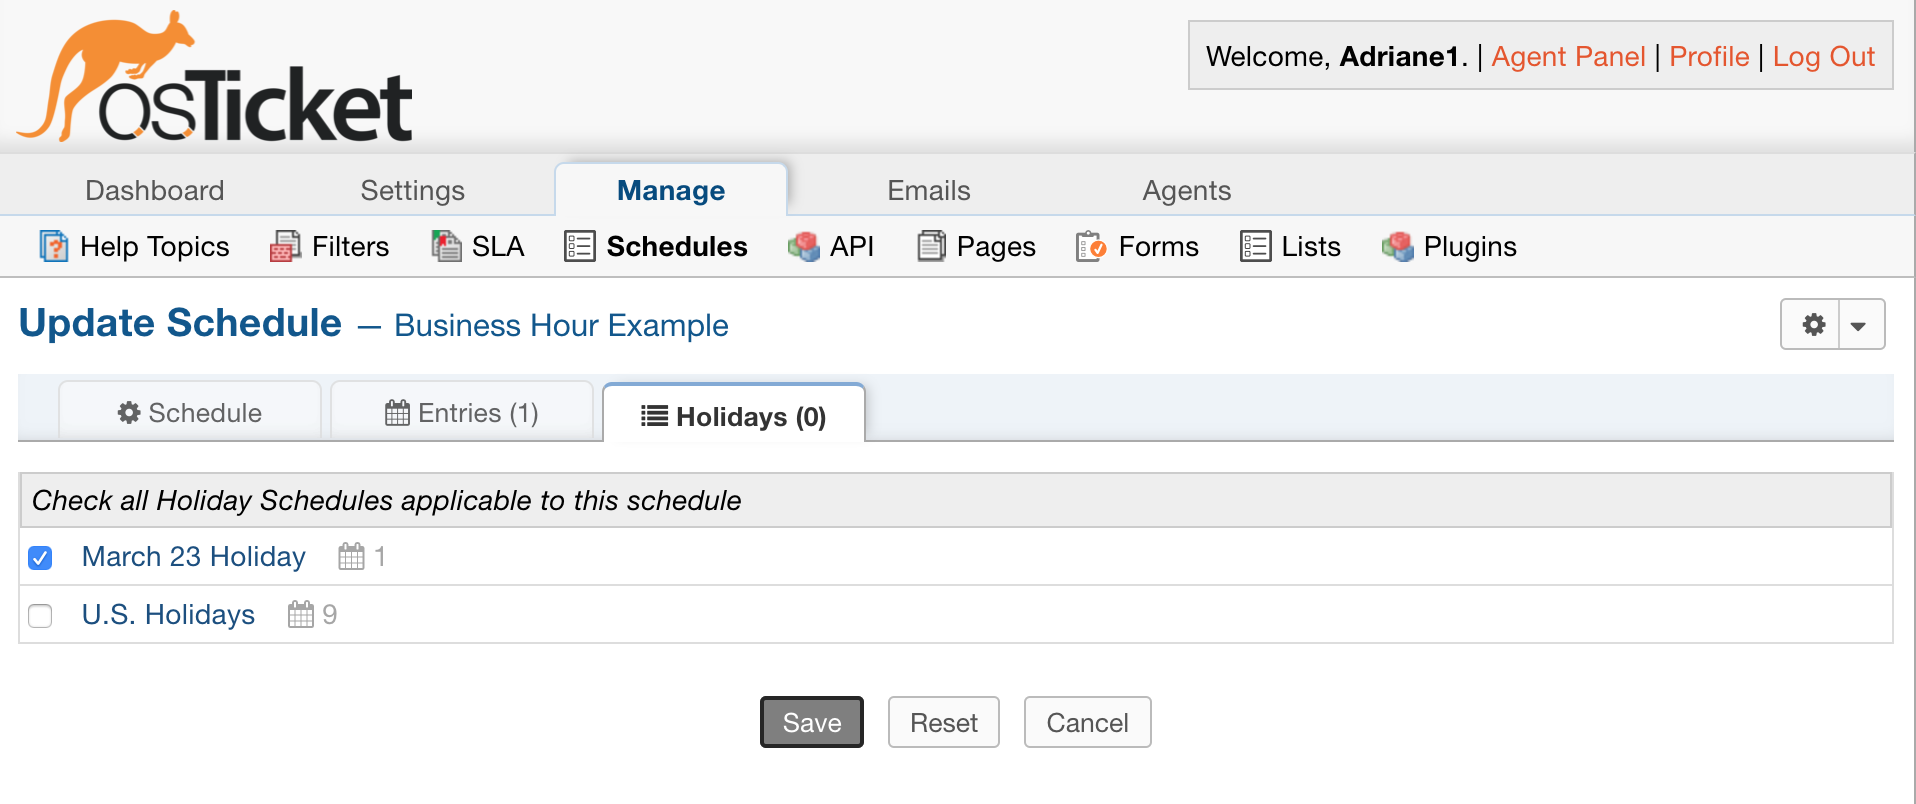 osTicket
Welcome, Adriane1. | Agent Panel | Profile | Log Out
Dashboard Settings Manage Emails Agents
Help Topics Filters SLA Schedules API Pages Forms Lists Plugins
Update Schedule — Business Hour Example
Schedule Entries (1) Holidays (0)
Check all Holiday Schedules applicable to this schedule
March 23 Holiday 1
U.S. Holidays 9
Save Reset Cancel